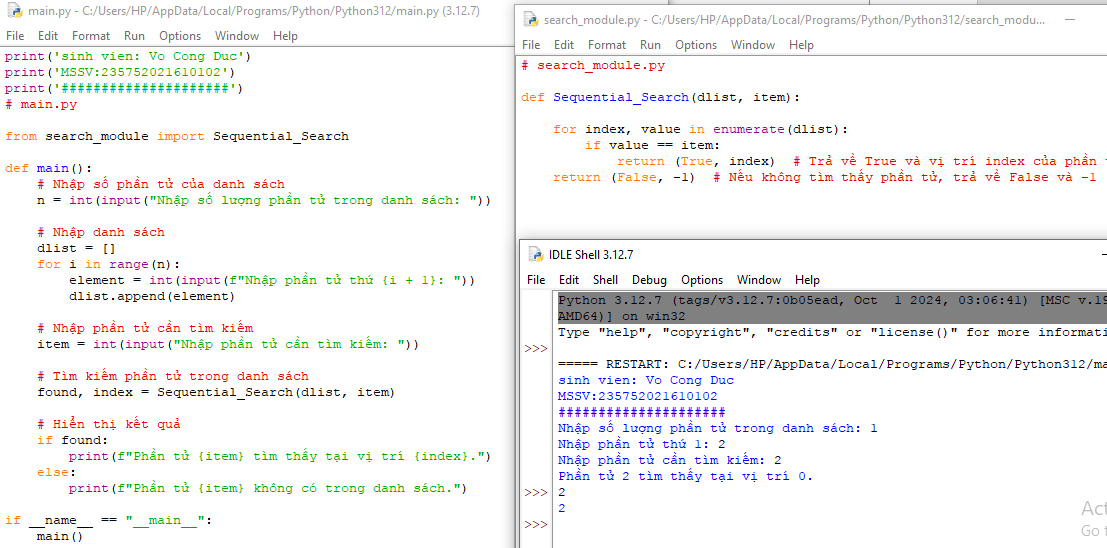 main.py - C:/Users/HP/AppData/Local/Programs/Python/Python312/main.py (3.12.7)
File Edit Format Run Options Window Help
print('sinh vien: Vo Cong Duc')
print('MSSV:235752021610102')
print('#####################')
# main.py
from search_module import Sequential_Search
def main():
# Nhập số phần tử của danh sách
n = int(input("Nhập số lượng phần tử trong danh sách: "))
# Nhập danh sách
dlist = []
for i in range(n):
element = int(input(f"Nhập phần tử thứ {i + 1}: "))
dlist.append(element)
# Nhập phần tử cần tìm kiếm
item = int(input("Nhập phần tử cần tìm kiếm: "))
# Tìm kiếm phần tử trong danh sách
found, index = Sequential_Search(dlist, item)
# Hiển thị kết quả
if found:
print(f"Phần tử {item} tìm thấy tại vị trí {index}.")
else:
print(f"Phần tử {item} không có trong danh sách.")
if __name__ == "__main__":
main()
search_module.py - C:/Users/HP/AppData/Local/Programs/Python/Python312/search_modu...
File Edit Format Run Options Window Help
# search_module.py
def Sequential_Search(dlist, item):
for index, value in enumerate(dlist):
if value == item:
return (True, index) # Trả về True và vị trí index của phần
return (False, -1) # Nếu không tìm thấy phần tử, trả về False và -1
IDLE Shell 3.12.7
File Edit Shell Debug Options Window Help
Python 3.12.7 (tags/v3.12.7:0b05ead, Oct 1 2024, 03:06:41) [MSC v.19
AMD64)] on win32
Type "help", "copyright", "credits" or "license()" for more informati
>>>
===== RESTART: C:/Users/HP/AppData/Local/Programs/Python/Python312/ma
sinh vien: Vo Cong Duc
MSSV:235752021610102
#####################
Nhập số lượng phần tử trong danh sách: 1
Nhập phần tử thứ 1: 2
Nhập phần tử cần tìm kiếm: 2
Phần tử 2 tìm thấy tại vị trí 0.
>>> 2
2
>>>
Act
Go t